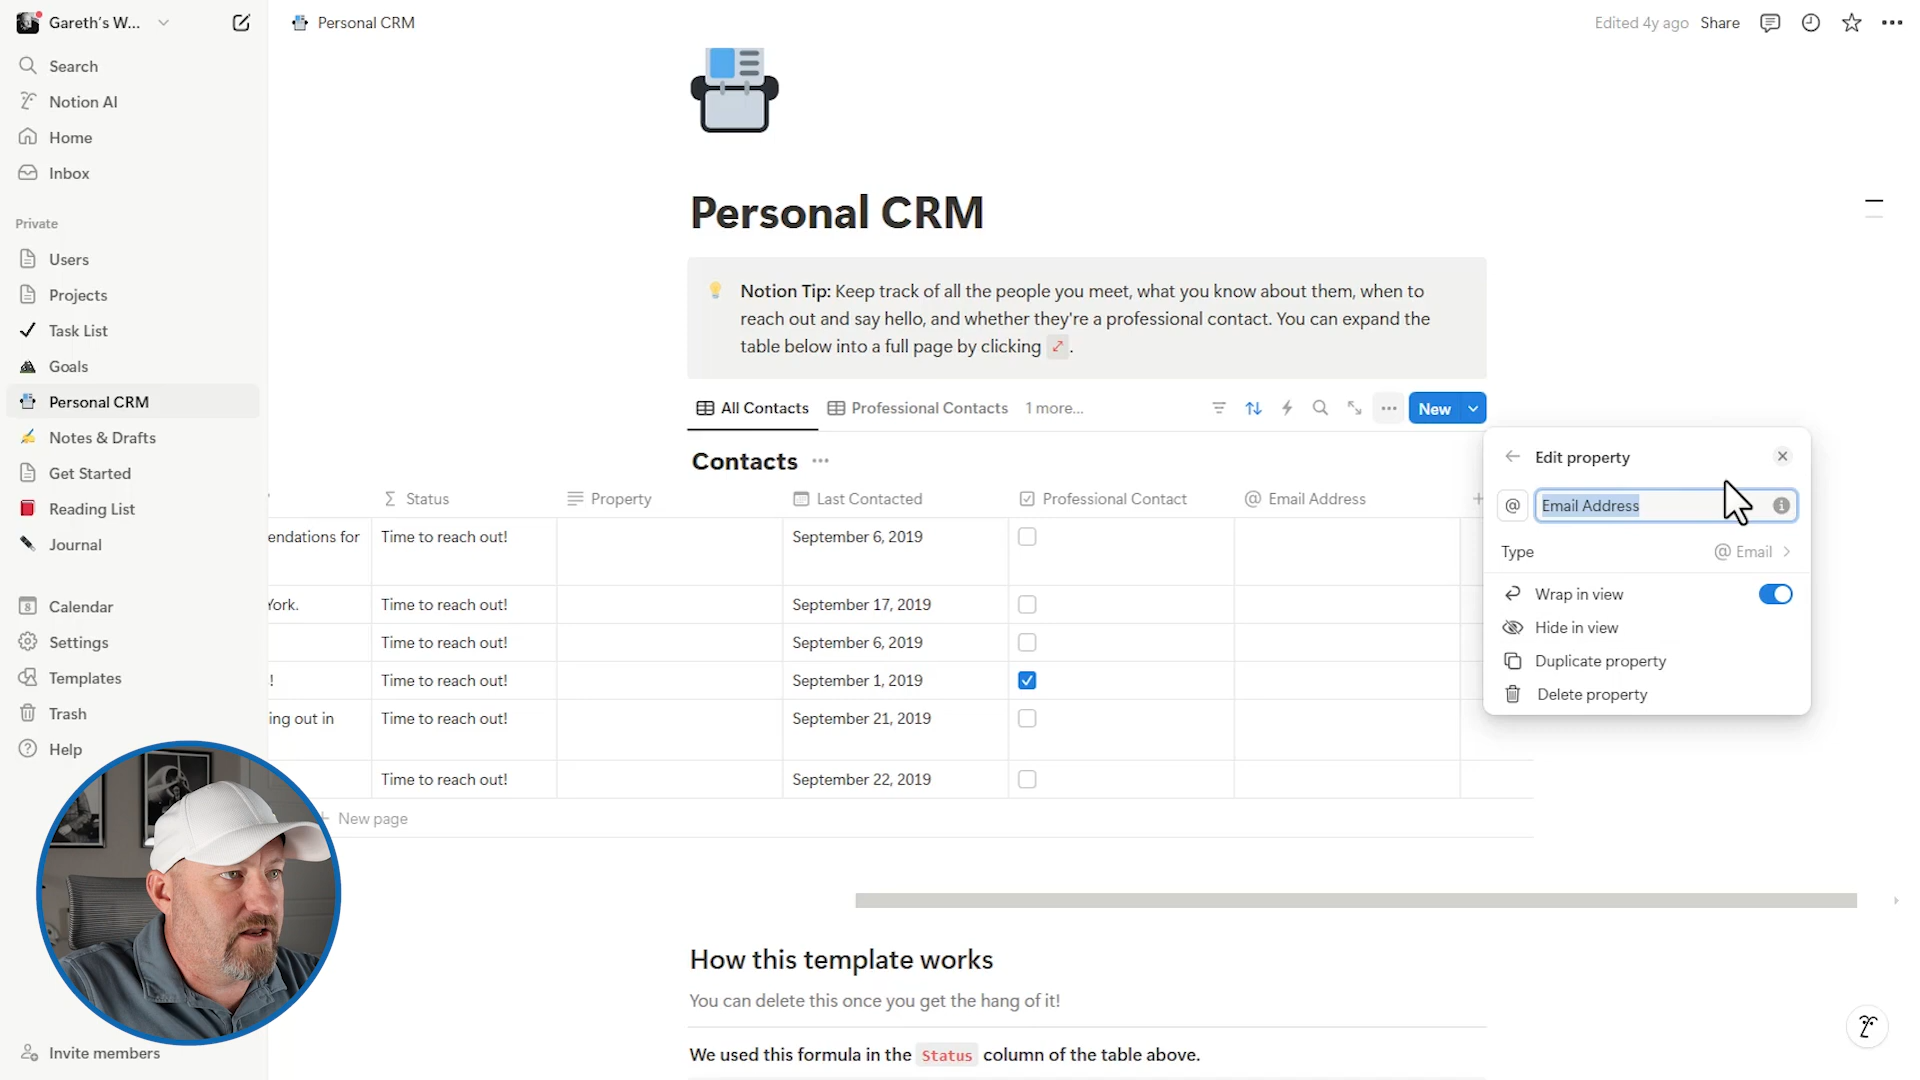 Gareth's W...
Personal CRM
Edited 4y ago
Share
Search
Notion AI
Home
Inbox
Private
Users
Projects
Task List
Goals
Personal CRM
Notes & Drafts
Get Started
Reading List
Journal
8
Calendar
Settings
Templates
Trash
Help
Invite members
Personal CRM
Notion Tip: Keep track of all the people you meet, what you know about them, when to
reach out and say hello, and whether they're a professional contact. You can expand the
table below into a full page by clicking ⤢.
All Contacts
Professional Contacts
1 more...
New
Contacts
Status
Property
Last Contacted
Professional Contact
@ Email Address
endations for
Time to reach out!
September 6, 2019
York.
Time to reach out!
September 17, 2019
Time to reach out!
September 6, 2019
!
Time to reach out!
September 1, 2019
ing out in
Time to reach out!
September 21, 2019
Time to reach out!
September 22, 2019
New page
Edit property
@
Email Address
Type
@ Email
Wrap in view
Hide in view
Duplicate property
Delete property
How this template works
You can delete this once you get the hang of it!
We used this formula in the Status column of the table above.